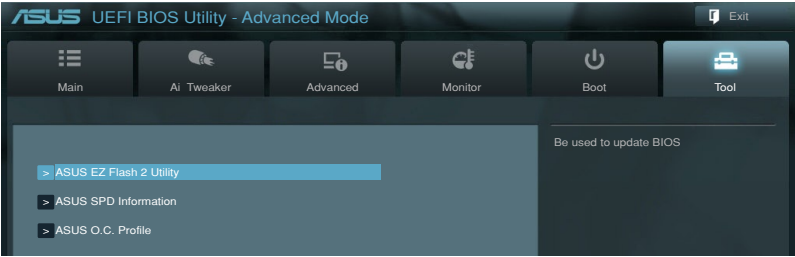 ASUS UEFI BIOS Utility - Advanced Mode
Exit
Main
Ai Tweaker
Advanced
Monitor
Boot
Tool
Be used to update BIOS
> ASUS EZ Flash 2 Utility
> ASUS SPD Information
> ASUS O.C. Profile